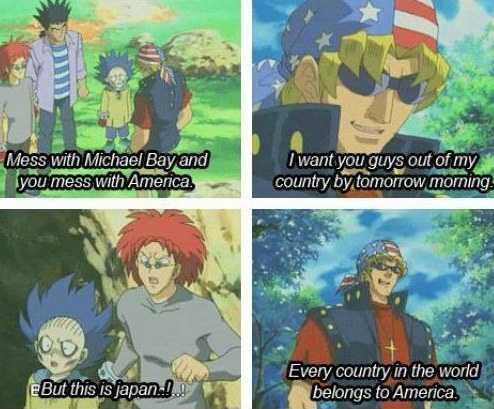 Mess with Michael Bay and
you mess with America.
I want you guys out of my
country by tomorrow morning.
But this is japan..!..!
Every country in the world
belongs to America.